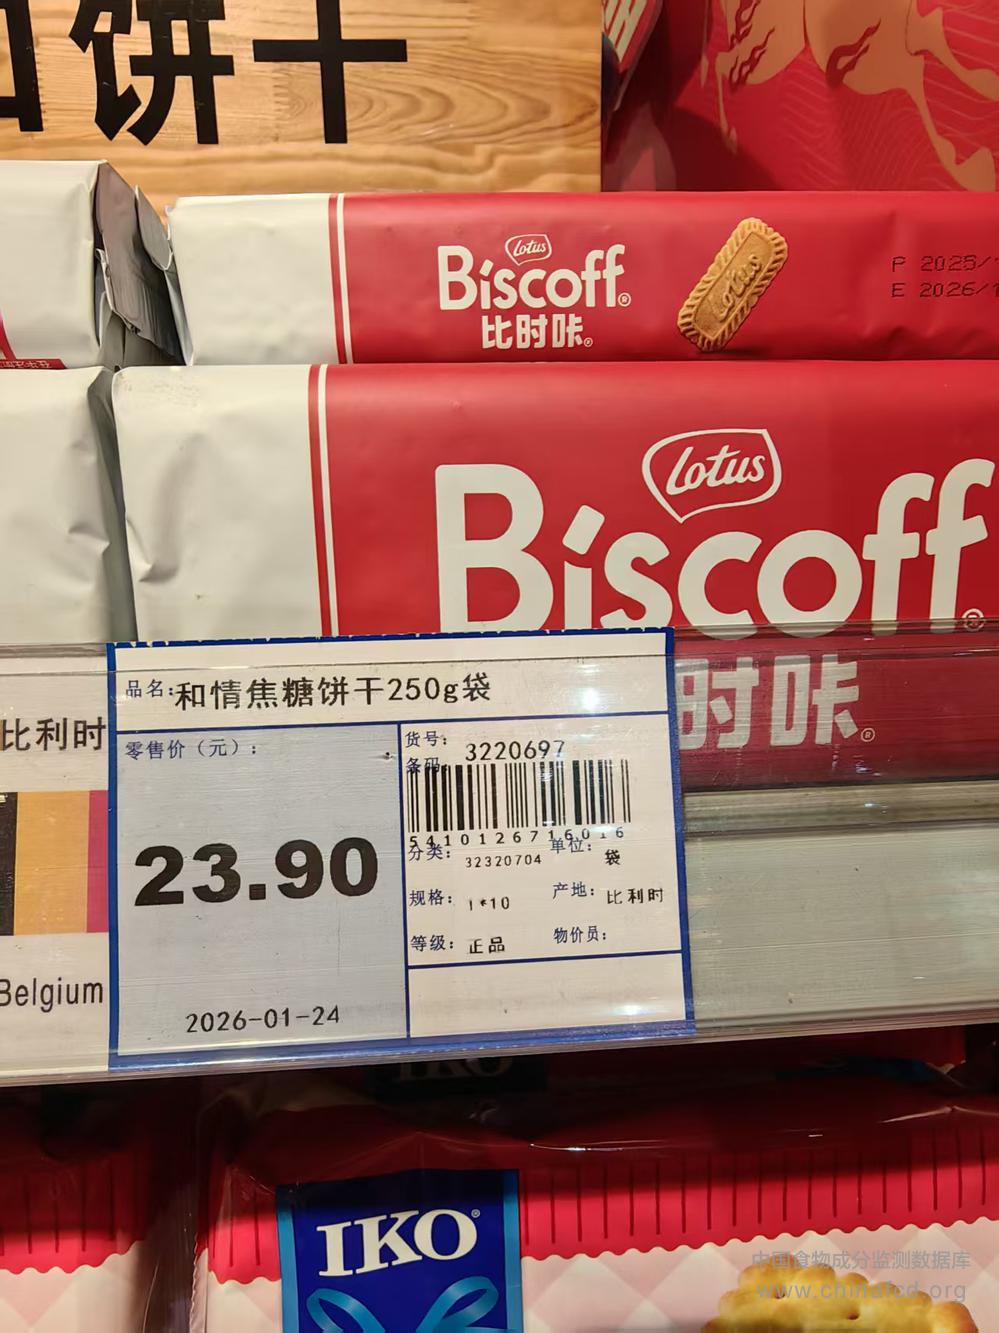 饼干
Lotus
Biscoff®
比时咔®
Lotus
P 2025/
E 2026/1
Lotus
Biscoff®
时咔®
比利时
Belgium
品名:和情焦糖饼干250g袋
零售价（元）:
23.90
2026-01-24
货号: 3220697
条码:
5410126716016
分类: 32320704 单位: 袋
规格: 1*10 产地: 比利时
等级: 正品 物价员:
IKO
IKO®
中国食物成分监测数据库
www.chinafcd.org